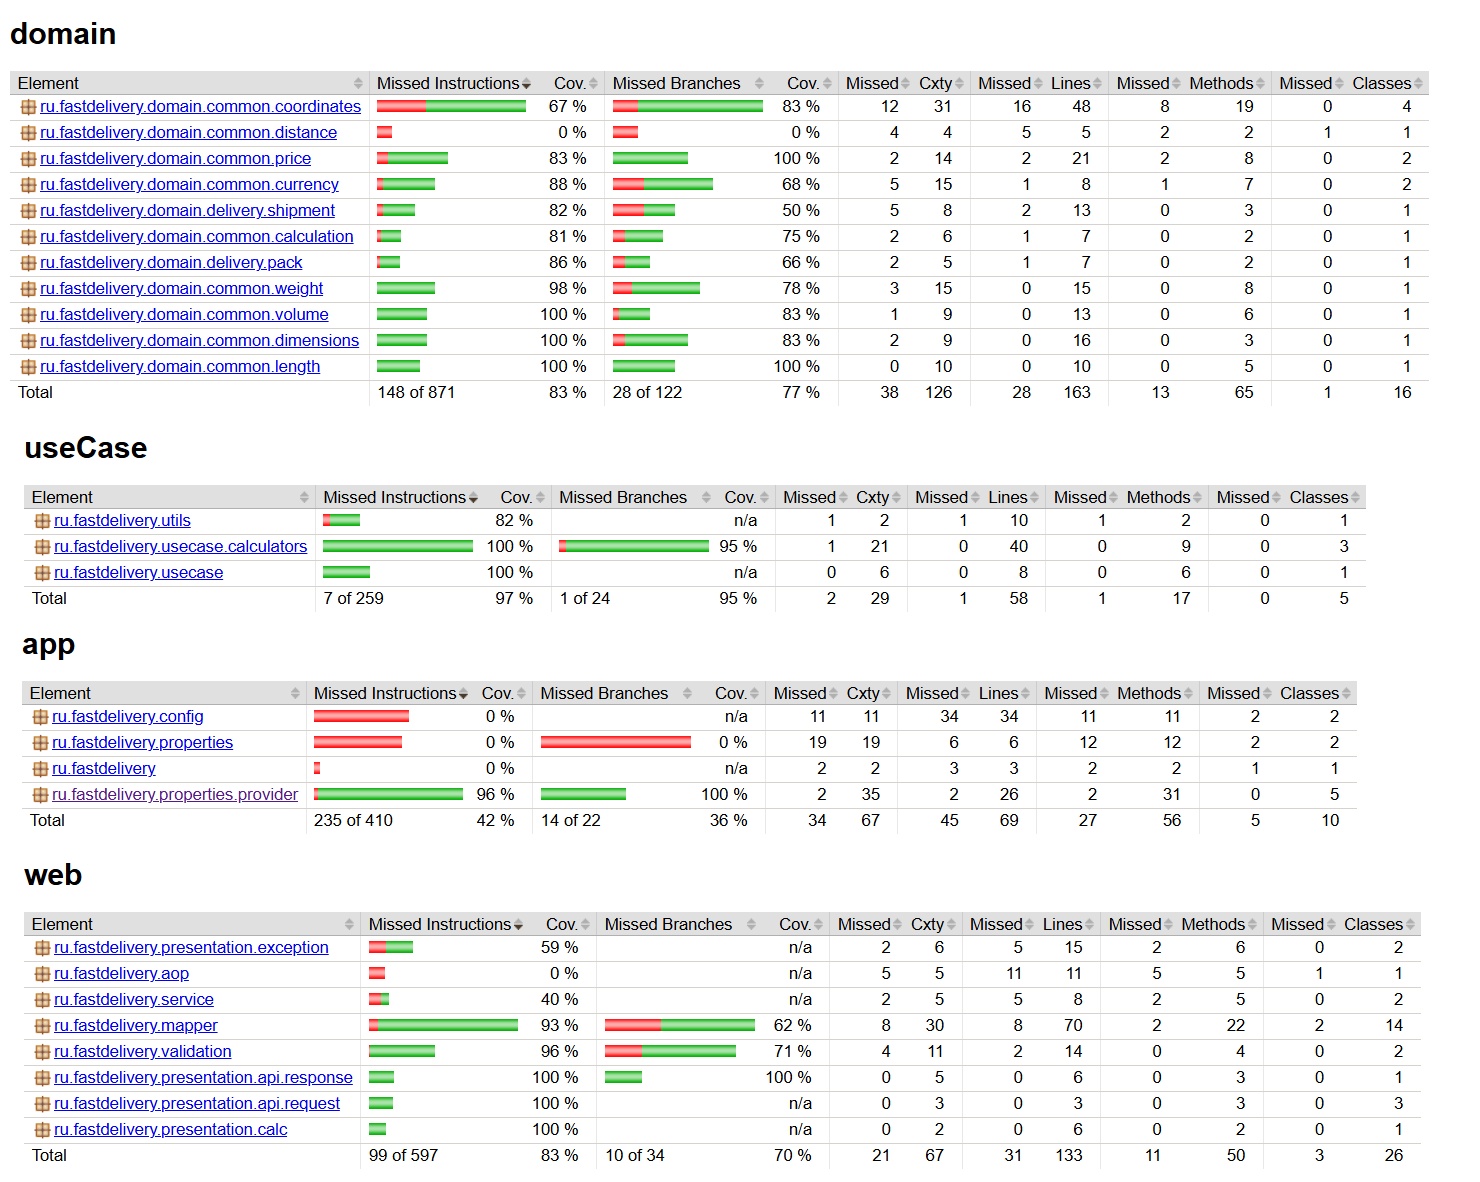 domain
Element Missed Instructions Cov. Missed Branches Cov. Missed Cxty Missed Lines Missed Methods Missed Classes
ru.fastdelivery.domain.common.coordinates 67 % 83 % 12 31 16 48 8 19 0 4
ru.fastdelivery.domain.common.distance 0 % 0 % 4 4 5 5 2 2 1 1
ru.fastdelivery.domain.common.price 83 % 100 % 2 14 2 21 2 8 0 2
ru.fastdelivery.domain.common.currency 88 % 68 % 5 15 1 8 1 7 0 2
ru.fastdelivery.domain.delivery.shipment 82 % 50 % 5 8 2 13 0 3 0 1
ru.fastdelivery.domain.common.calculation 81 % 75 % 2 6 1 7 0 2 0 1
ru.fastdelivery.domain.delivery.pack 86 % 66 % 2 5 1 7 0 2 0 1
ru.fastdelivery.domain.common.weight 98 % 78 % 3 15 0 15 0 8 0 1
ru.fastdelivery.domain.common.volume 100 % 83 % 1 9 0 13 0 6 0 1
ru.fastdelivery.domain.common.dimensions 100 % 83 % 2 9 0 16 0 3 0 1
ru.fastdelivery.domain.common.length 100 % 100 % 0 10 0 10 0 5 0 1
Total 148 of 871 83 % 28 of 122 77 % 38 126 28 163 13 65 1 16
useCase
Element Missed Instructions Cov. Missed Branches Cov. Missed Cxty Missed Lines Missed Methods Missed Classes
ru.fastdelivery.utils 82 % n/a 1 2 1 10 1 2 0 1
ru.fastdelivery.usecase.calculators 100 % 95 % 1 21 0 40 0 9 0 3
ru.fastdelivery.usecase 100 % n/a 0 6 0 8 0 6 0 1
Total 7 of 259 97 % 1 of 24 95 % 2 29 1 58 1 17 0 5
app
Element Missed Instructions Cov. Missed Branches Cov. Missed Cxty Missed Lines Missed Methods Missed Classes
ru.fastdelivery.config 0 % n/a 11 11 34 34 11 11 2 2
ru.fastdelivery.properties 0 % 0 % 19 19 6 6 12 12 2 2
ru.fastdelivery 0 % n/a 2 2 3 3 2 2 1 1
ru.fastdelivery.properties.provider 96 % 100 % 2 35 2 26 2 31 0 5
Total 235 of 410 42 % 14 of 22 36 % 34 67 45 69 27 56 5 10
web
Element Missed Instructions Cov. Missed Branches Cov. Missed Cxty Missed Lines Missed Methods Missed Classes
ru.fastdelivery.presentation.exception 59 % n/a 2 6 5 15 2 6 0 2
ru.fastdelivery.aop 0 % n/a 5 5 11 11 5 5 1 1
ru.fastdelivery.service 40 % n/a 2 5 5 8 2 5 0 2
ru.fastdelivery.mapper 93 % 62 % 8 30 8 70 2 22 2 14
ru.fastdelivery.validation 96 % 71 % 4 11 2 14 0 4 0 2
ru.fastdelivery.presentation.api.response 100 % 100 % 0 5 0 6 0 3 0 1
ru.fastdelivery.presentation.api.request 100 % n/a 0 3 0 3 0 3 0 3
ru.fastdelivery.presentation.calc 100 % n/a 0 2 0 6 0 2 0 1
Total 99 of 597 83 % 10 of 34 70 % 21 67 31 133 11 50 3 26